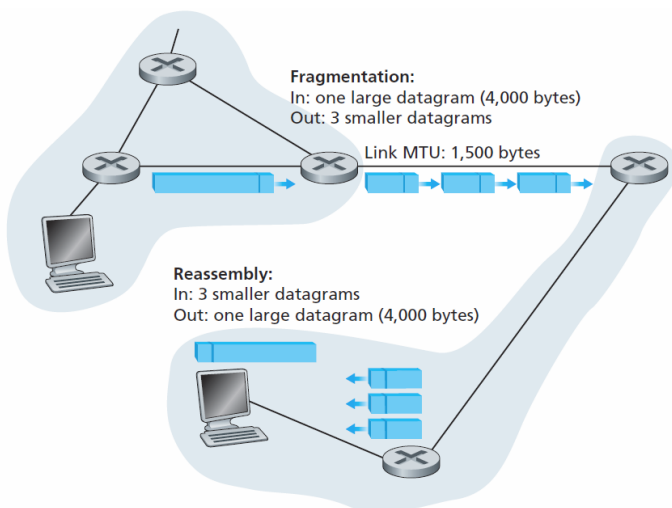 Fragmentation:
In: one large datagram (4,000 bytes)
Out: 3 smaller datagrams
Link MTU: 1,500 bytes
Reassembly:
In: 3 smaller datagrams
Out: one large datagram (4,000 bytes)